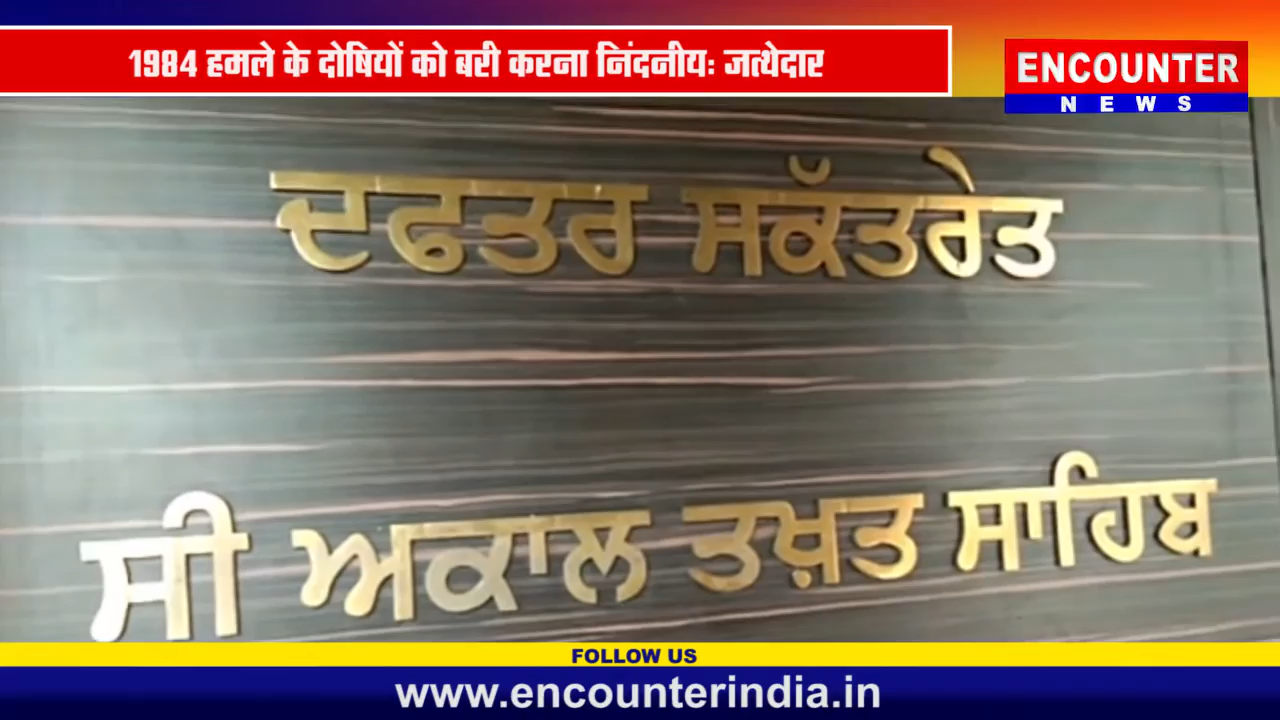 1984 हमले के दोषियों को बरी करना निंदनीयः जत्थेदार
ENCOUNTER
NEWS
ਦਫਤਰ ਸਕੱਤਰੇਤ
ਸੀ ਅਕਾਲ ਤਖ਼ਤ ਸਾਹਿਬ
FOLLOW US
www.encounterindia.in